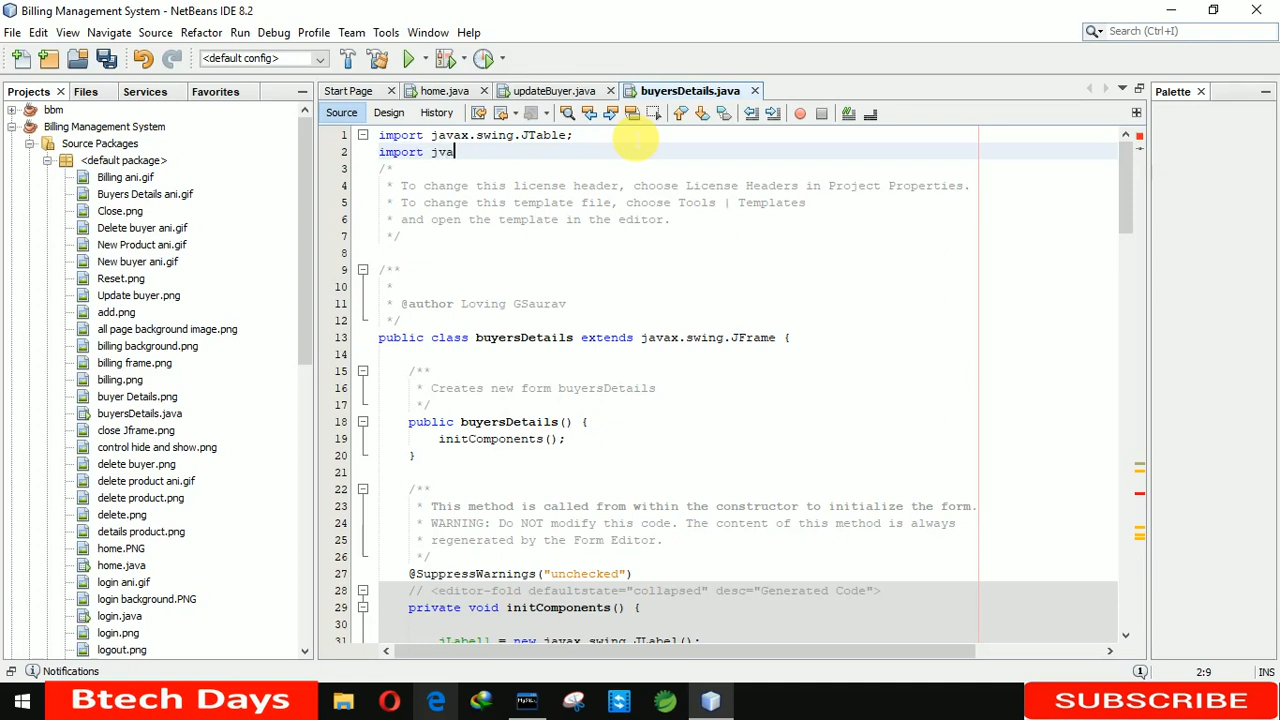 Billing Management System - NetBeans IDE 8.2
File Edit View Navigate Source Refactor Run Debug Profile Team Tools Window Help
Search (Ctrl+I)
<default config>
Projects Files Services Favorites
Start Page home.java updateBuyer.java buyersDetails.java
Palette
Source Design History
bbm
Billing Management System
Source Packages
<default package>
Billing ani.gif
Buyers Details ani.gif
Close.png
Delete buyer ani.gif
New Product ani.gif
New buyer ani.gif
Reset.png
Update buyer.png
add.png
all page background image.png
billing background.png
billing frame.png
billing.png
buyer Details.png
buyersDetails.java
close Jframe.png
control hide and show.png
delete buyer.png
delete product ani.gif
delete product.png
delete.png
details product.png
home.PNG
home.java
login ani.gif
login background.PNG
login.java
login.png
logout.png
1 import javax.swing.JTable;
2 import jva
3 /*
4 * To change this license header, choose License Headers in Project Properties.
5 * To change this template file, choose Tools | Templates
6 * and open the template in the editor.
7 */
8
9 /**
10 *
11 * @author Loving GSaurav
12 */
13 public class buyersDetails extends javax.swing.JFrame {
14
15 /**
16 * Creates new form buyersDetails
17 */
18 public buyersDetails() {
19 initComponents();
20 }
21
22 /**
23 * This method is called from within the constructor to initialize the form.
24 * WARNING: Do NOT modify this code. The content of this method is always
25 * regenerated by the Form Editor.
26 */
27 @SuppressWarnings("unchecked")
28 // <editor-fold defaultstate="collapsed" desc="Generated Code">
29 private void initComponents() {
30
31 jLabel1 = new javax.swing.JLabel();
Notifications
1
2:9
INS
Btech Days
SUBSCRIBE